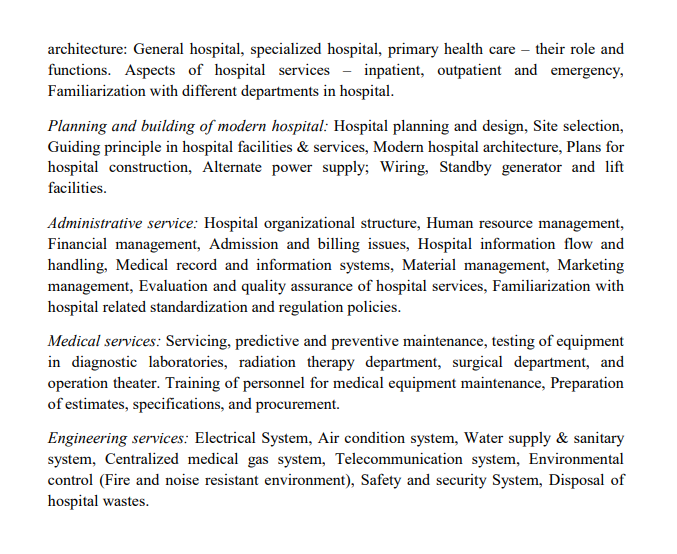 architecture: General hospital, specialized hospital, primary health care – their role and
functions. Aspects of hospital services – inpatient, outpatient and emergency,
Familiarization with different departments in hospital.
Planning and building of modern hospital: Hospital planning and design, Site selection,
Guiding principle in hospital facilities & services, Modern hospital architecture, Plans for
hospital construction, Alternate power supply; Wiring, Standby generator and lift
facilities.
Administrative service: Hospital organizational structure, Human resource management,
Financial management, Admission and billing issues, Hospital information flow and
handling, Medical record and information systems, Material management, Marketing
management, Evaluation and quality assurance of hospital services, Familiarization with
hospital related standardization and regulation policies.
Medical services: Servicing, predictive and preventive maintenance, testing of equipment
in diagnostic laboratories, radiation therapy department, surgical department, and
operation theater. Training of personnel for medical equipment maintenance, Preparation
of estimates, specifications, and procurement.
Engineering services: Electrical System, Air condition system, Water supply & sanitary
system, Centralized medical gas system, Telecommunication system, Environmental
control (Fire and noise resistant environment), Safety and security System, Disposal of
hospital wastes.